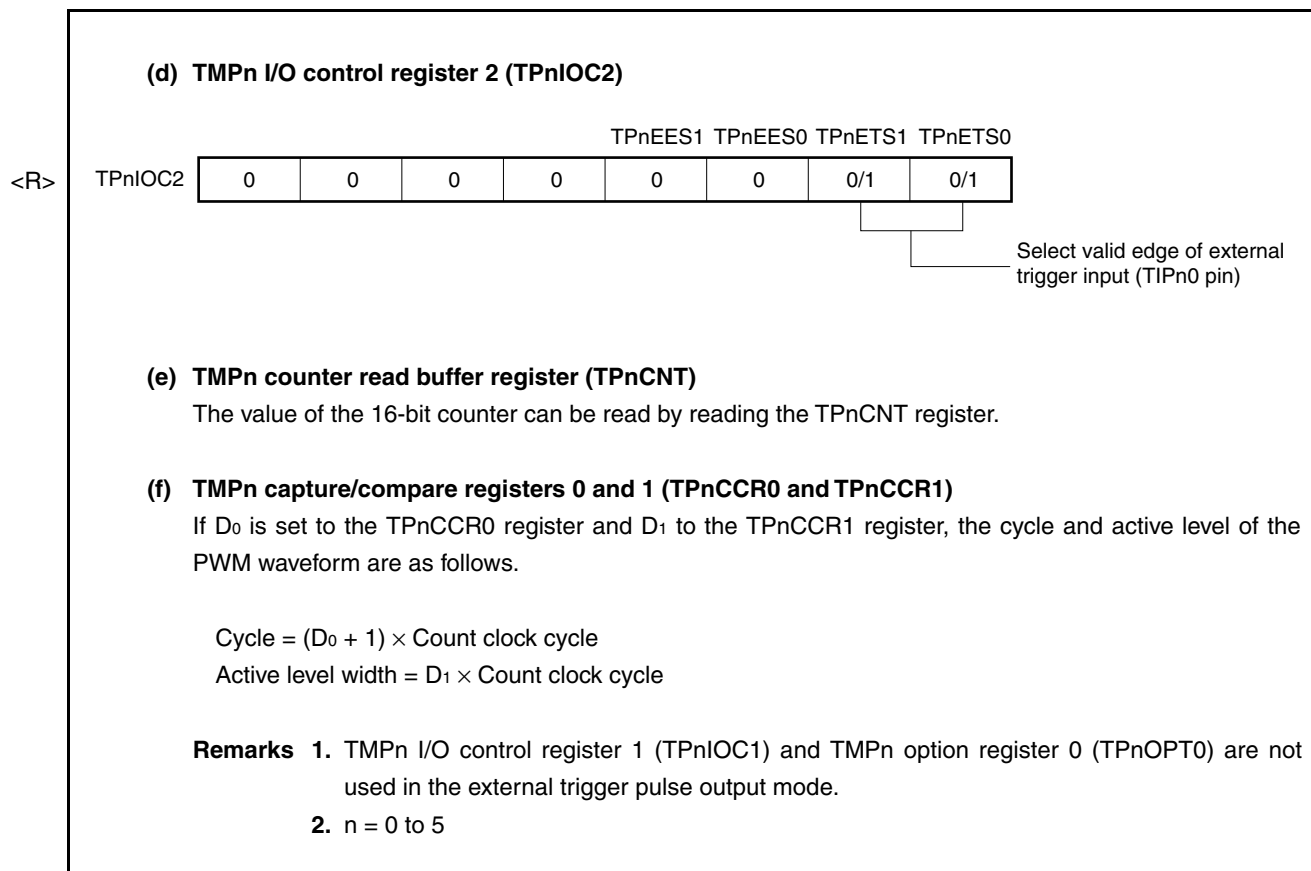 (d) TMPn I/O control register 2 (TPnIOC2)
TPnEES1 TPnEES0 TPnETS1 TPnETS0
<R> TPnIOC2 0 0 0 0 0 0 0/1 0/1
Select valid edge of external
trigger input (TIPn0 pin)
(e) TMPn counter read buffer register (TPnCNT)
The value of the 16-bit counter can be read by reading the TPnCNT register.
(f) TMPn capture/compare registers 0 and 1 (TPnCCR0 and TPnCCR1)
If D0 is set to the TPnCCR0 register and D1 to the TPnCCR1 register, the cycle and active level of the
PWM waveform are as follows.
Cycle = (D0 + 1) × Count clock cycle
Active level width = D1 × Count clock cycle
Remarks 1. TMPn I/O control register 1 (TPnIOC1) and TMPn option register 0 (TPnOPT0) are not
used in the external trigger pulse output mode.
2. n = 0 to 5